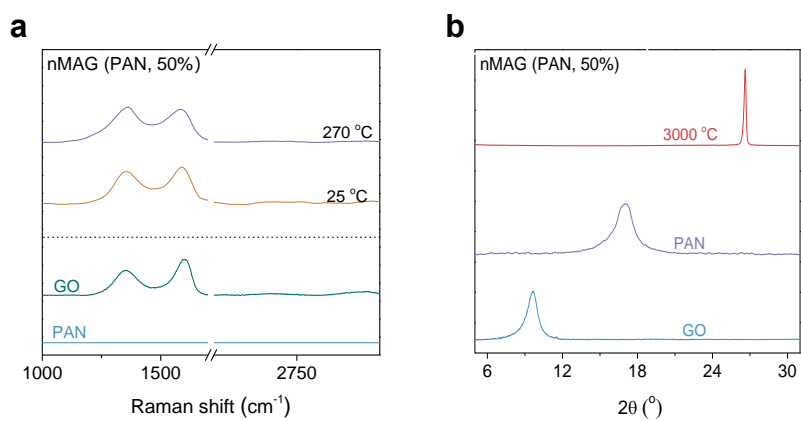 a
nMAG (PAN, 50%)
270 °C
25 °C
GO
PAN
1000 1500 2750
Raman shift (cm⁻¹)
b
nMAG (PAN, 50%)
3000 °C
PAN
GO
6 12 18 24 30
2θ (°)